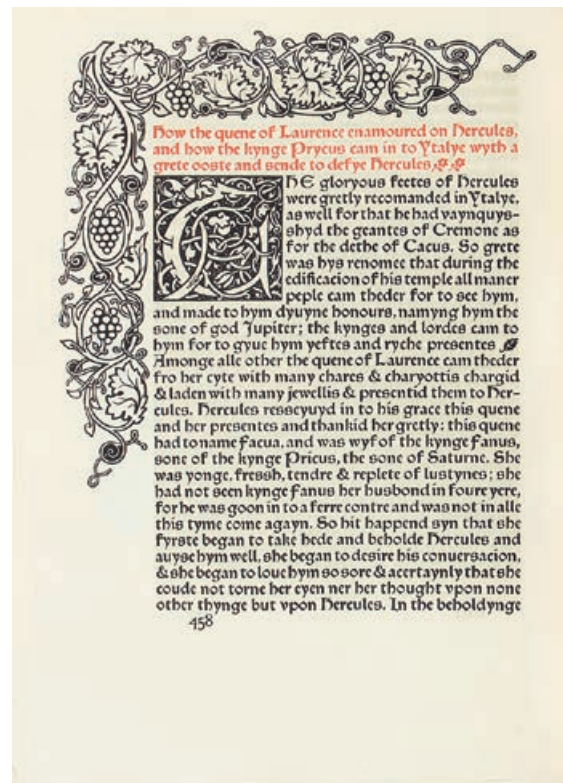 How the quene of Laurence enamoured on Hercules,
and how the kynge Prycus cam in to Ytalye wyth a
grete ooste and sende to defye Hercules
THE gloryous feetes of Hercules
were gretly recomanded in Ytalye,
as well for that he had vaynquys-
shyd the geantes of Cremone as
for the dethe of Cacus. So grete
was hys renomee that during the
edificacion of his temple all maner
peple cam theder for to see hym,
and made to hym dyuyne honours, namyng hym the
sone of god Jupiter; the kynges and lordes cam to
hym for to gyue hym yeftes and ryche presentes
Amonge alle other the quene of Laurence cam theder
fro her cyte with many chares & charyottis chargid
& laden with many jewellis & presentid them to Her-
cules. Hercules resseyuyd in to his grace this quene
and her presentes and thankid her gretly: this quene
had to name Facua, and was wyf of the kynge Fanus,
sone of the kynge Pricus, the sone of Saturne. She
was yonge, fressh, tendre & replete of lustynes; she
had not seen kynge Fanus her husbond in foure yere,
for he was goon in to a ferre contre and was not in alle
this tyme come agayn. So hit happend syn that she
fyrste began to take hede and beholde Hercules and
auyse hym well, she began to desire his conuersacion,
& she began to loue hym so sore & acertaynly that she
coude not torne her eyen ner her thought vpon none
other thynge but vpon Hercules. In the beholdynge
458